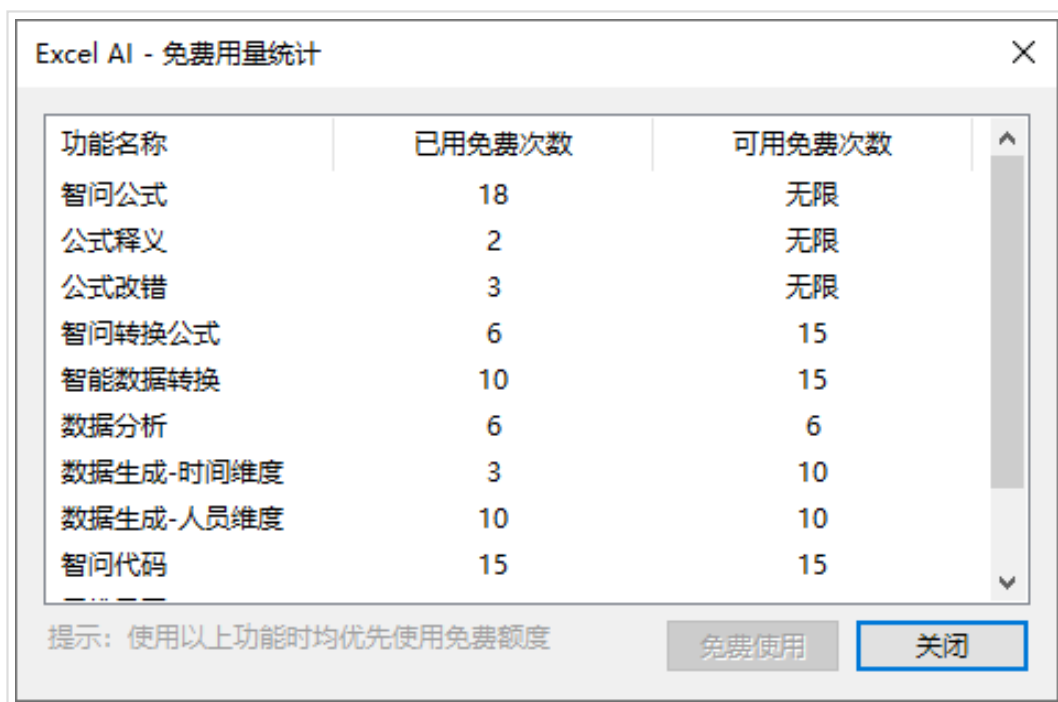 Excel AI - 免费用量统计
功能名称 已用免费次数 可用免费次数
智问公式 18 无限
公式释义 2 无限
公式改错 3 无限
智问转换公式 6 15
智能数据转换 10 15
数据分析 6 6
数据生成-时间维度 3 10
数据生成-人员维度 10 10
智问代码 15 15
提示：使用以上功能时均优先使用免费额度 免费使用 关闭